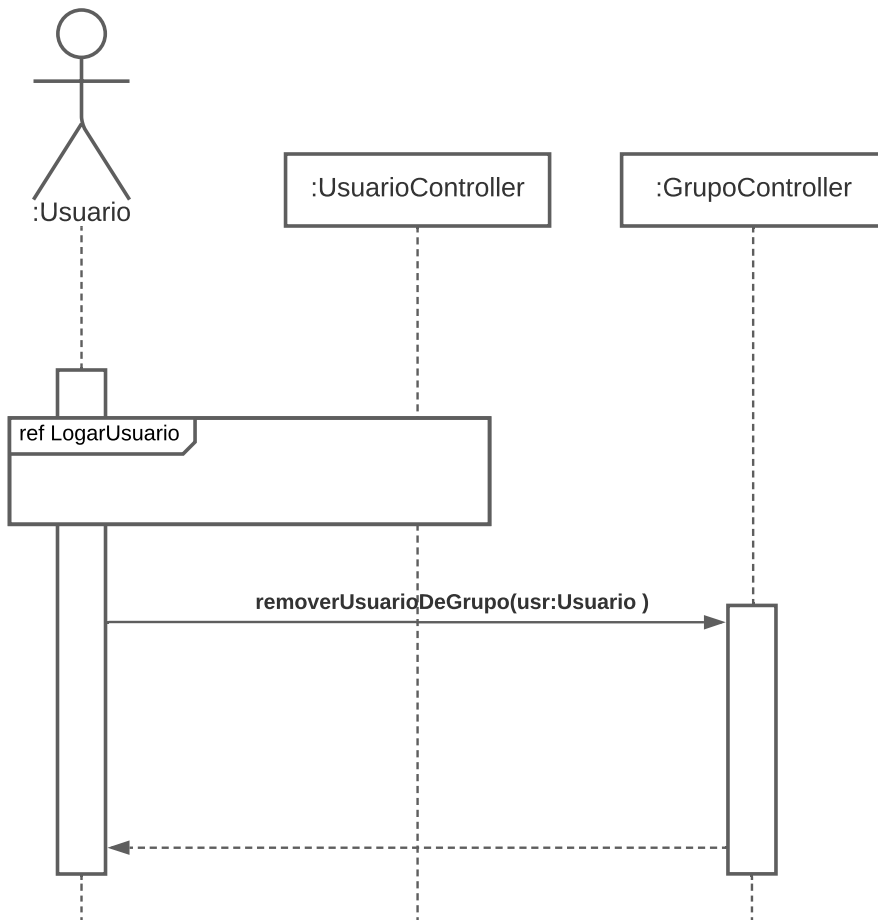 :Usuario
:UsuarioController
:GrupoController
ref LogarUsuario
removerUsuarioDeGrupo(usr:Usuario )